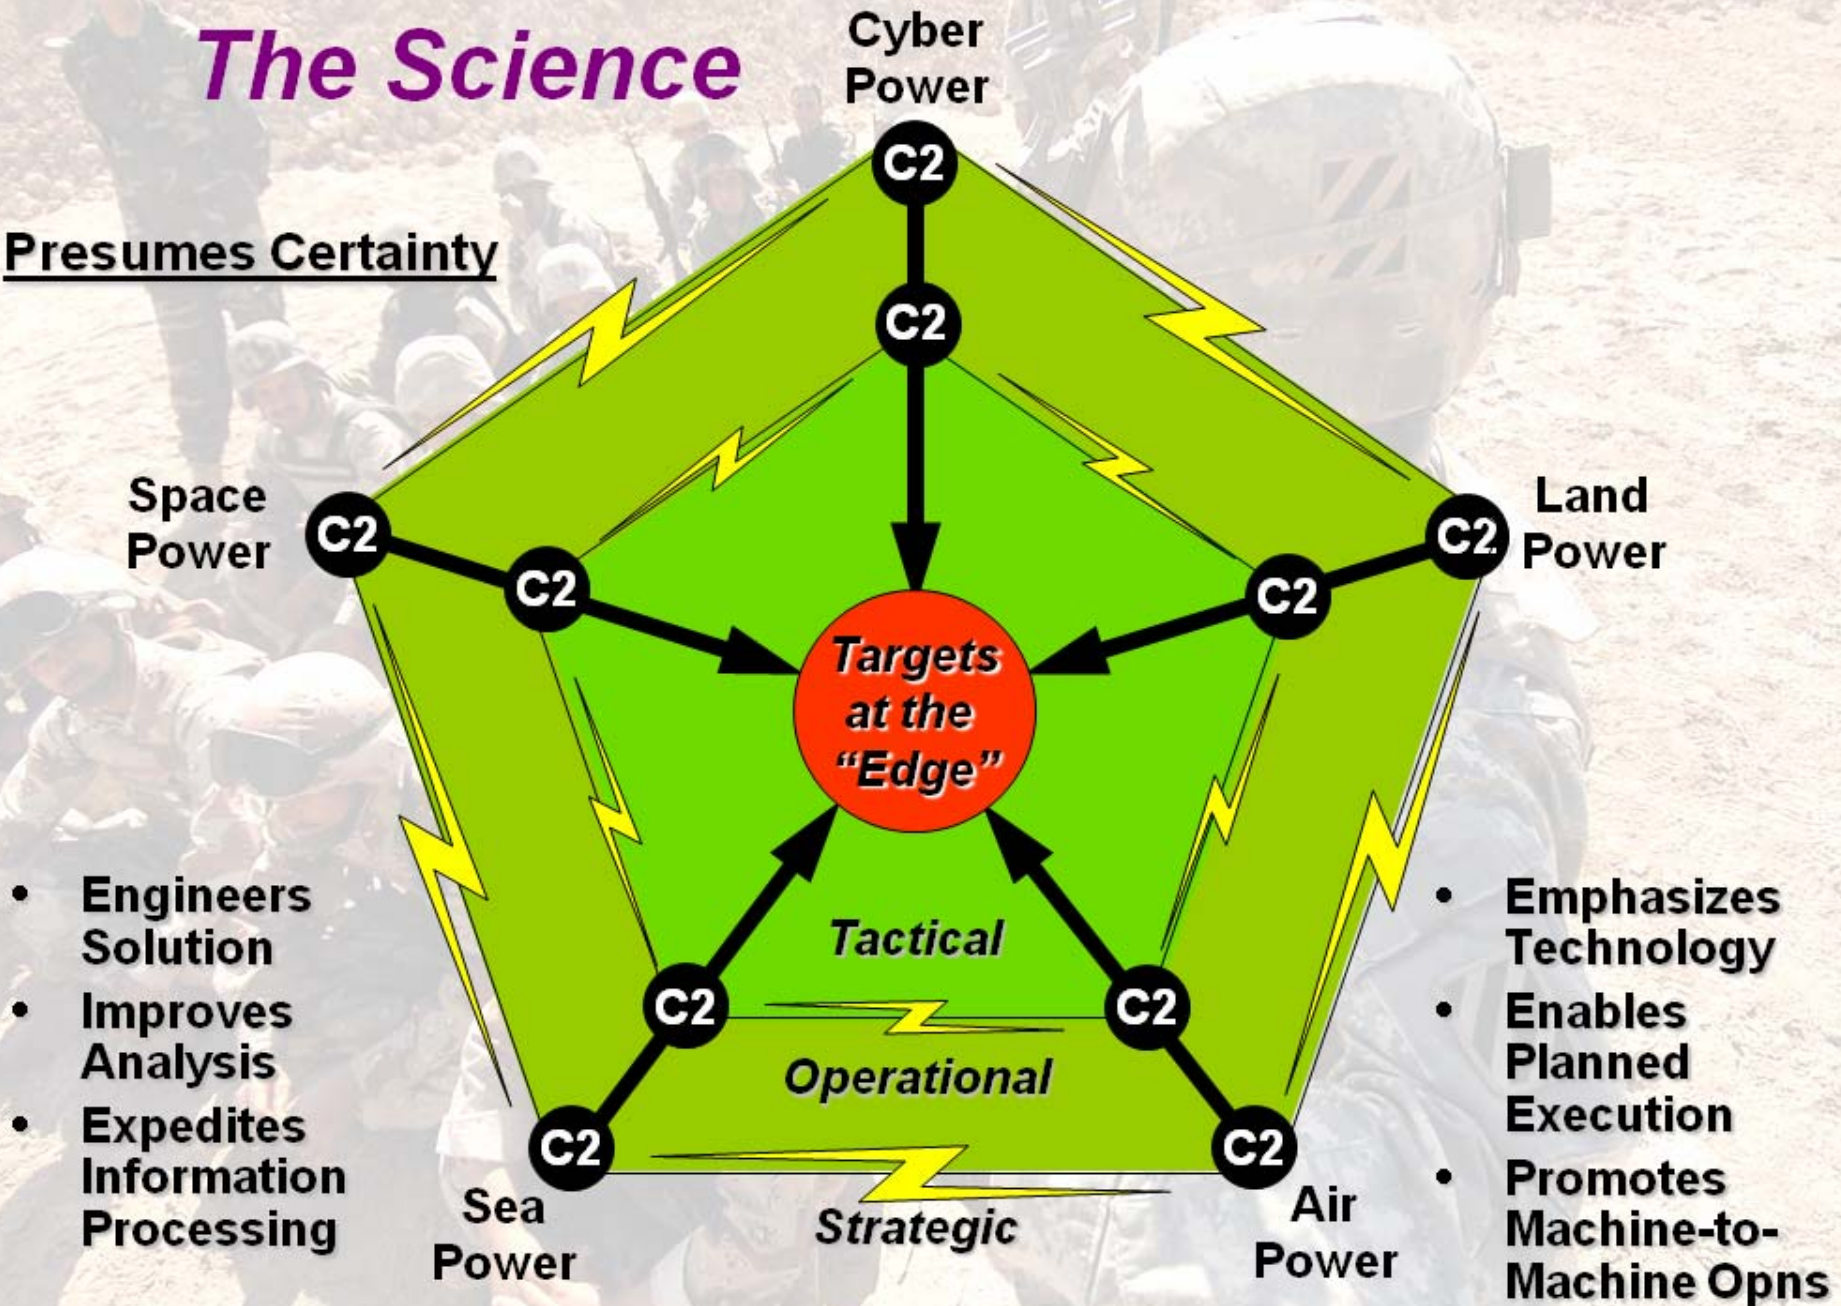 The Science
Cyber
Power
C2
Presumes Certainty
C2
Space
Power
C2
C2
Land
Power
C2.
C2
Targets
at the
“Edge”
• Engineers
Solution
• Improves
Analysis
• Expedites
Information
Processing
Tactical
C2
C2
Operational
C2
C2
Sea
Power
Strategic
Air
Power
• Emphasizes
Technology
• Enables
Planned
Execution
• Promotes
Machine-to-
Machine Opns